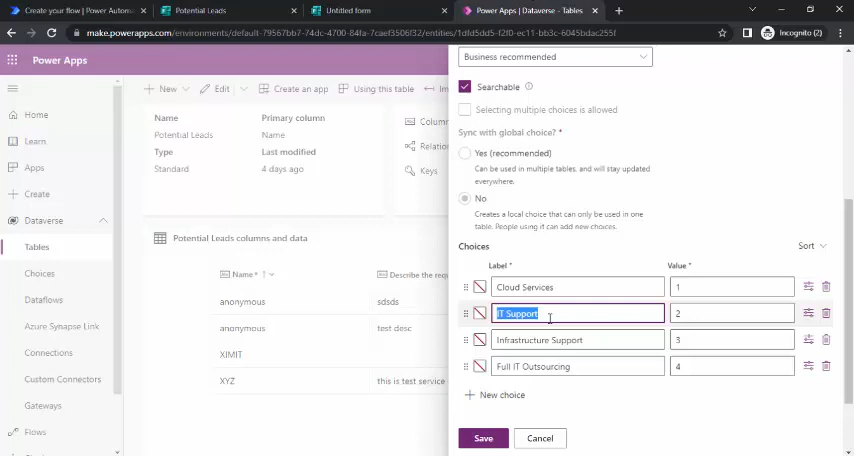 Create your flow | Power Automa
Potential Leads
Untitled form
Power Apps | Dataverse - Tables
make.powerapps.com/environments/default-79567bb7-74dc-4700-84fa-7caef3506f32/entities/1dfd5dd5-f2f0-ec11-bb3c-6045bdac255f
Incognito (2)
Power Apps
Home
Learn
Apps
Create
Dataverse
Tables
Choices
Dataflows
Azure Synapse Link
Connections
Custom Connectors
Gateways
Flows
New
Edit
Create an app
Using this table
Name
Primary column
Potential Leads
Name
Type
Last modified
Standard
4 days ago
Column
Relation
Keys
Potential Leads columns and data
Name *
Describe the requ
anonymous
sdsds
anonymous
test desc
XIMIT
XYZ
this is test service
Business recommended
Searchable
Selecting multiple choices is allowed
Sync with global choice? *
Yes (recommended)
Can be used in multiple tables, and will stay updated
everywhere.
No
Creates a local choice that can only be used in one
table. People using it can add new choices.
Choices
Sort
Label *
Value *
Cloud Services
1
IT Support
2
Infrastructure Support
3
Full IT Outsourcing
4
New choice
Save
Cancel